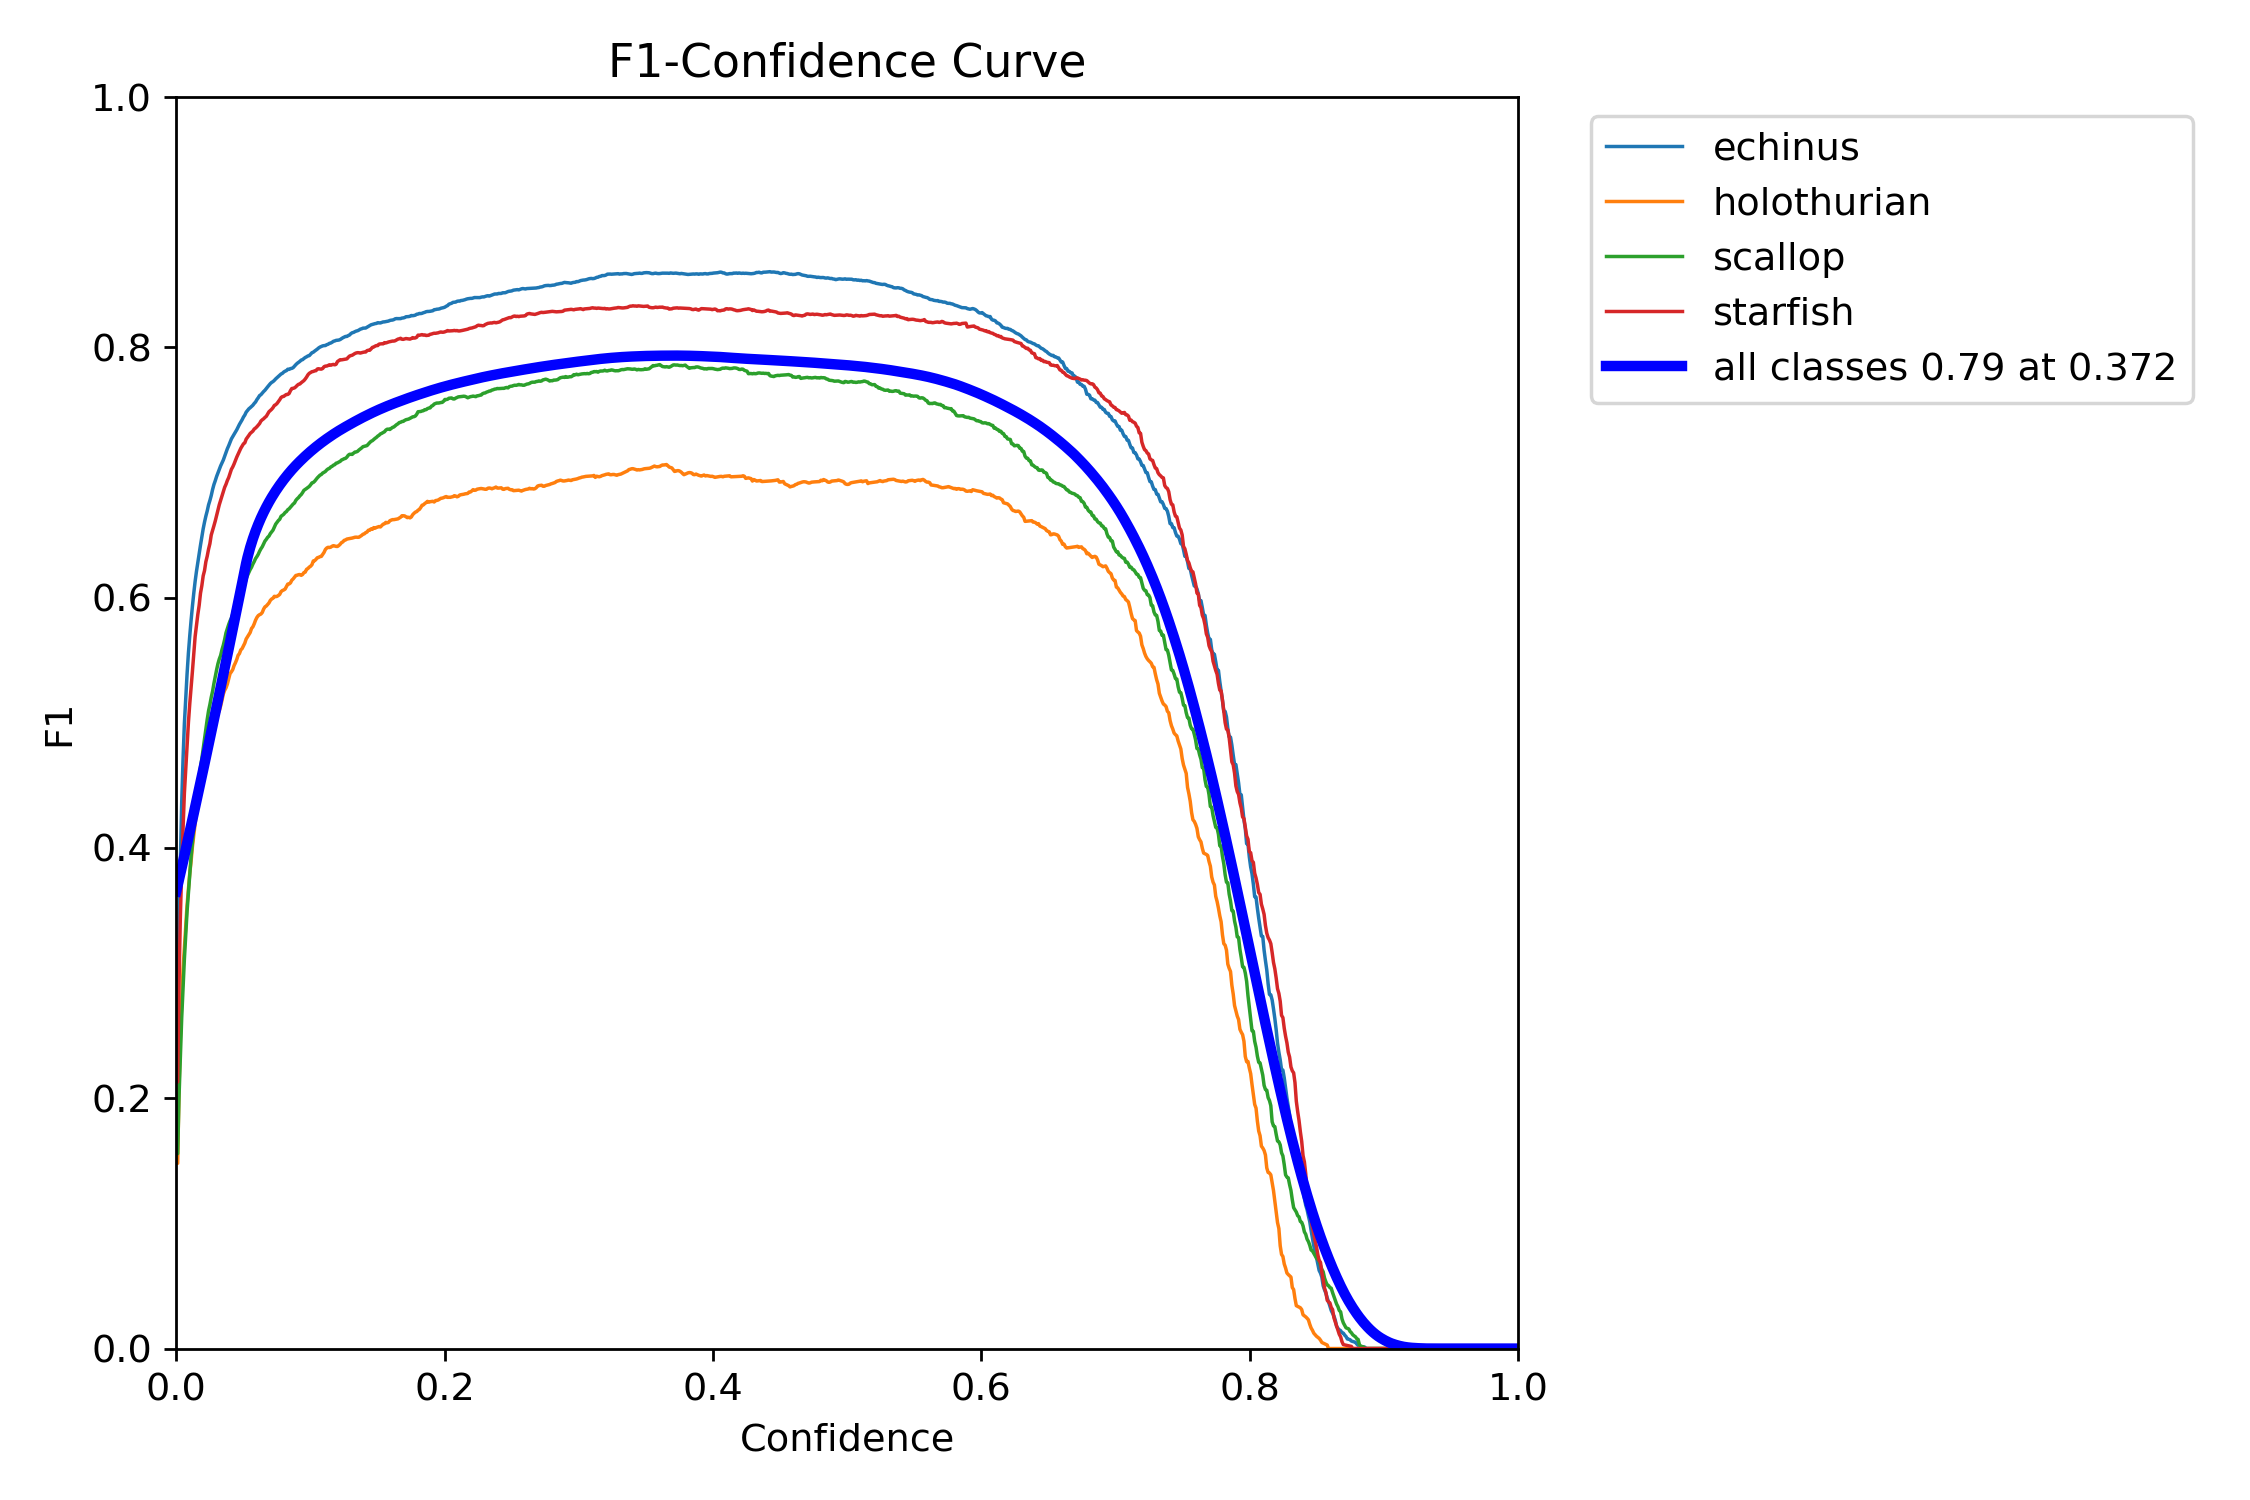 F1-Confidence Curve
1.0
0.8
0.6
0.4
0.2
0.0
F1
0.0 0.2 0.4 0.6 0.8 1.0
Confidence
echinus
holothurian
scallop
starfish
all classes 0.79 at 0.372